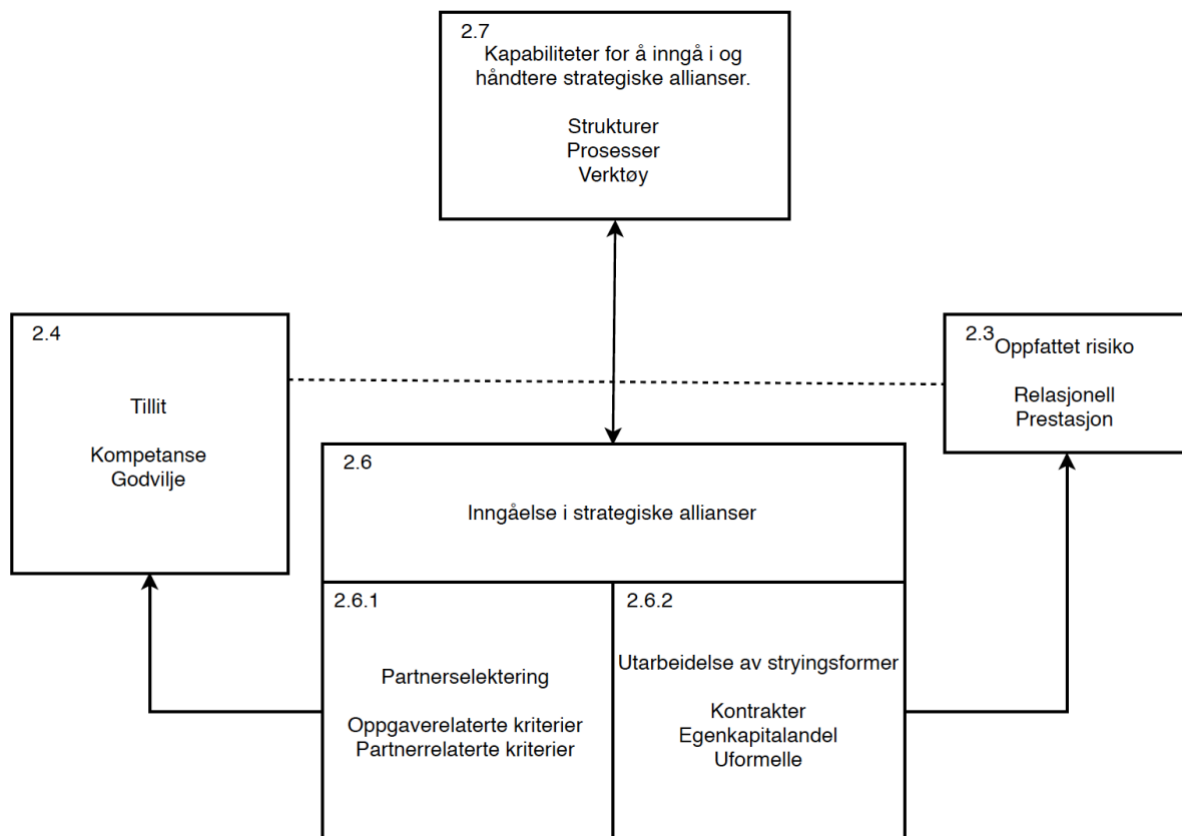 2.7
Kapabiliteter for å inngå i og
håndtere strategiske allianser.
Strukturer
Prosesser
Verktøy
2.4
Tillit
Kompetanse
Godvilje
2.3
Oppfattet risiko
Relasjonell
Prestasjon
2.6
Inngåelse i strategiske allianser
2.6.1
Partnerselektering
Oppgaverelaterte kriterier
Partnerrelaterte kriterier
2.6.2
Utarbeidelse av stryingsformer
Kontrakter
Egenkapitalandel
Uformelle